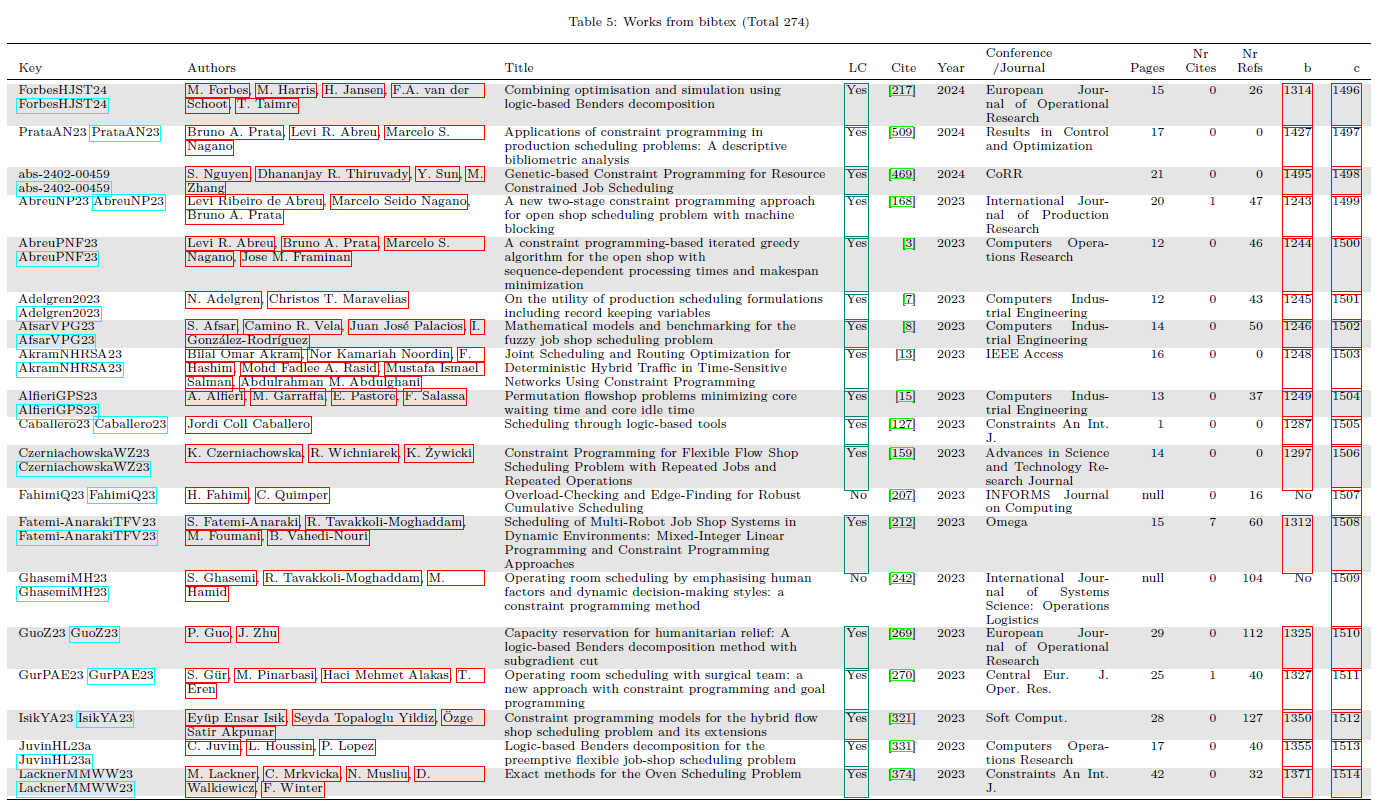 Table 5: Works from bibtex (Total 274)
Conference Nr Nr
Key Authors Title LC Cite Year /Journal Pages Cites Refs b c
ForbesHJST24 M. Forbes, M. Harris, H. Jansen, F.A. van der Combining optimisation and simulation using Yes [217] 2024 European Jour- 15 0 26 1314 1496
ForbesHJST24 Schoot, T. Taimre logic-based Benders decomposition nal of Operational
Research
PrataAN23 PrataAN23 Bruno A. Prata, Levi R. Abreu, Marcelo S. Applications of constraint programming in Yes [509] 2024 Results in Control 17 0 0 1427 1497
Nagano production scheduling problems: A descriptive and Optimization
bibliometric analysis
abs-2402-00459 S. Nguyen, Dhananjay R. Thiruvady, Y. Sun, M. Genetic-based Constraint Programming for Resource Yes [469] 2024 CoRR 21 0 0 1495 1498
abs-2402-00459 Zhang Constrained Job Scheduling
AbreuNP23 AbreuNP23 Levi Ribeiro de Abreu, Marcelo Seido Nagano, A new two-stage constraint programming approach Yes [168] 2023 International Jour- 20 1 47 1243 1499
Bruno A. Prata for open shop scheduling problem with machine nal of Production
blocking Research
AbreuPNF23 Levi R. Abreu, Bruno A. Prata, Marcelo S. A constraint programming-based iterated greedy Yes [3] 2023 Computers Opera- 12 0 46 1244 1500
AbreuPNF23 Nagano, Jose M. Framinan algorithm for the open shop with tions Research
sequence-dependent processing times and makespan
minimization
Adelgren2023 N. Adelgren, Christos T. Maravelias On the utility of production scheduling formulations Yes [7] 2023 Computers Indus- 12 0 43 1245 1501
Adelgren2023 including record keeping variables trial Engineering
AfsarVPG23 S. Afsar, Camino R. Vela, Juan José Palacios, I. Mathematical models and benchmarking for the Yes [8] 2023 Computers Indus- 14 0 50 1246 1502
AfsarVPG23 González-Rodríguez fuzzy job shop scheduling problem trial Engineering
AkramNHRSA23 Bilal Omar Akram, Nor Kamariah Noordin, F. Joint Scheduling and Routing Optimization for Yes [13] 2023 IEEE Access 16 0 0 1248 1503
AkramNHRSA23 Hashim, Mohd Fadlee A. Rasid, Mustafa Ismael Deterministic Hybrid Traffic in Time-Sensitive
Salman, Abdulrahman M. Abdulghani Networks Using Constraint Programming
AlfieriGPS23 A. Alfieri, M. Garraffa, E. Pastore, F. Salassa Permutation flowshop problems minimizing core Yes [15] 2023 Computers Indus- 13 0 37 1249 1504
AlfieriGPS23 waiting time and core idle time trial Engineering
Caballero23 Caballero23 Jordi Coll Caballero Scheduling through logic-based tools Yes [127] 2023 Constraints An Int. 1 0 0 1287 1505
J.
CzerniachowskaWZ23 K. Czerniachowska, R. Wichniarek, K. Żywicki Constraint Programming for Flexible Flow Shop Yes [159] 2023 Advances in Science 14 0 0 1297 1506
CzerniachowskaWZ23 Scheduling Problem with Repeated Jobs and and Technology Re-
Repeated Operations search Journal
FahimiQ23 FahimiQ23 H. Fahimi, C. Quimper Overload-Checking and Edge-Finding for Robust No [207] 2023 INFORMS Journal null 0 16 No 1507
Cumulative Scheduling on Computing
Fatemi-AnarakiTFV23 S. Fatemi-Anaraki, R. Tavakkoli-Moghaddam, Scheduling of Multi-Robot Job Shop Systems in Yes [212] 2023 Omega 15 7 60 1312 1508
Fatemi-AnarakiTFV23 M. Foumani, B. Vahedi-Nouri Dynamic Environments: Mixed-Integer Linear
Programming and Constraint Programming
Approaches
GhasemiMH23 S. Ghasemi, R. Tavakkoli-Moghaddam, M. Operating room scheduling by emphasising human No [242] 2023 International Jour- null 0 104 No 1509
GhasemiMH23 Hamid factors and dynamic decision-making styles: a nal of Systems
constraint programming method Science: Operations
Logistics
GuoZ23 GuoZ23 P. Guo, J. Zhu Capacity reservation for humanitarian relief: A Yes [269] 2023 European Jour- 29 0 112 1325 1510
logic-based Benders decomposition method with nal of Operational
subgradient cut Research
GurPAE23 GurPAE23 S. Gür, M. Pinarbasi, Haci Mehmet Alakas, T. Operating room scheduling with surgical team: a Yes [270] 2023 Central Eur. J. 25 1 40 1327 1511
Eren new approach with constraint programming and goal Oper. Res.
programming
IsikYA23 IsikYA23 Eyüp Ensar Isik, Seyda Topaloglu Yildiz, Özge Constraint programming models for the hybrid flow Yes [321] 2023 Soft Comput. 28 0 127 1350 1512
Satir Akpunar shop scheduling problem and its extensions
JuvinHL23a C. Juvin, L. Houssin, P. Lopez Logic-based Benders decomposition for the Yes [331] 2023 Computers Opera- 17 0 40 1355 1513
JuvinHL23a preemptive flexible job-shop scheduling problem tions Research
LacknerMMWW23 M. Lackner, C. Mrkvicka, N. Musliu, D. Exact methods for the Oven Scheduling Problem Yes [374] 2023 Constraints An Int. 42 0 32 1371 1514
LacknerMMWW23 Walkiewicz, F. Winter J.